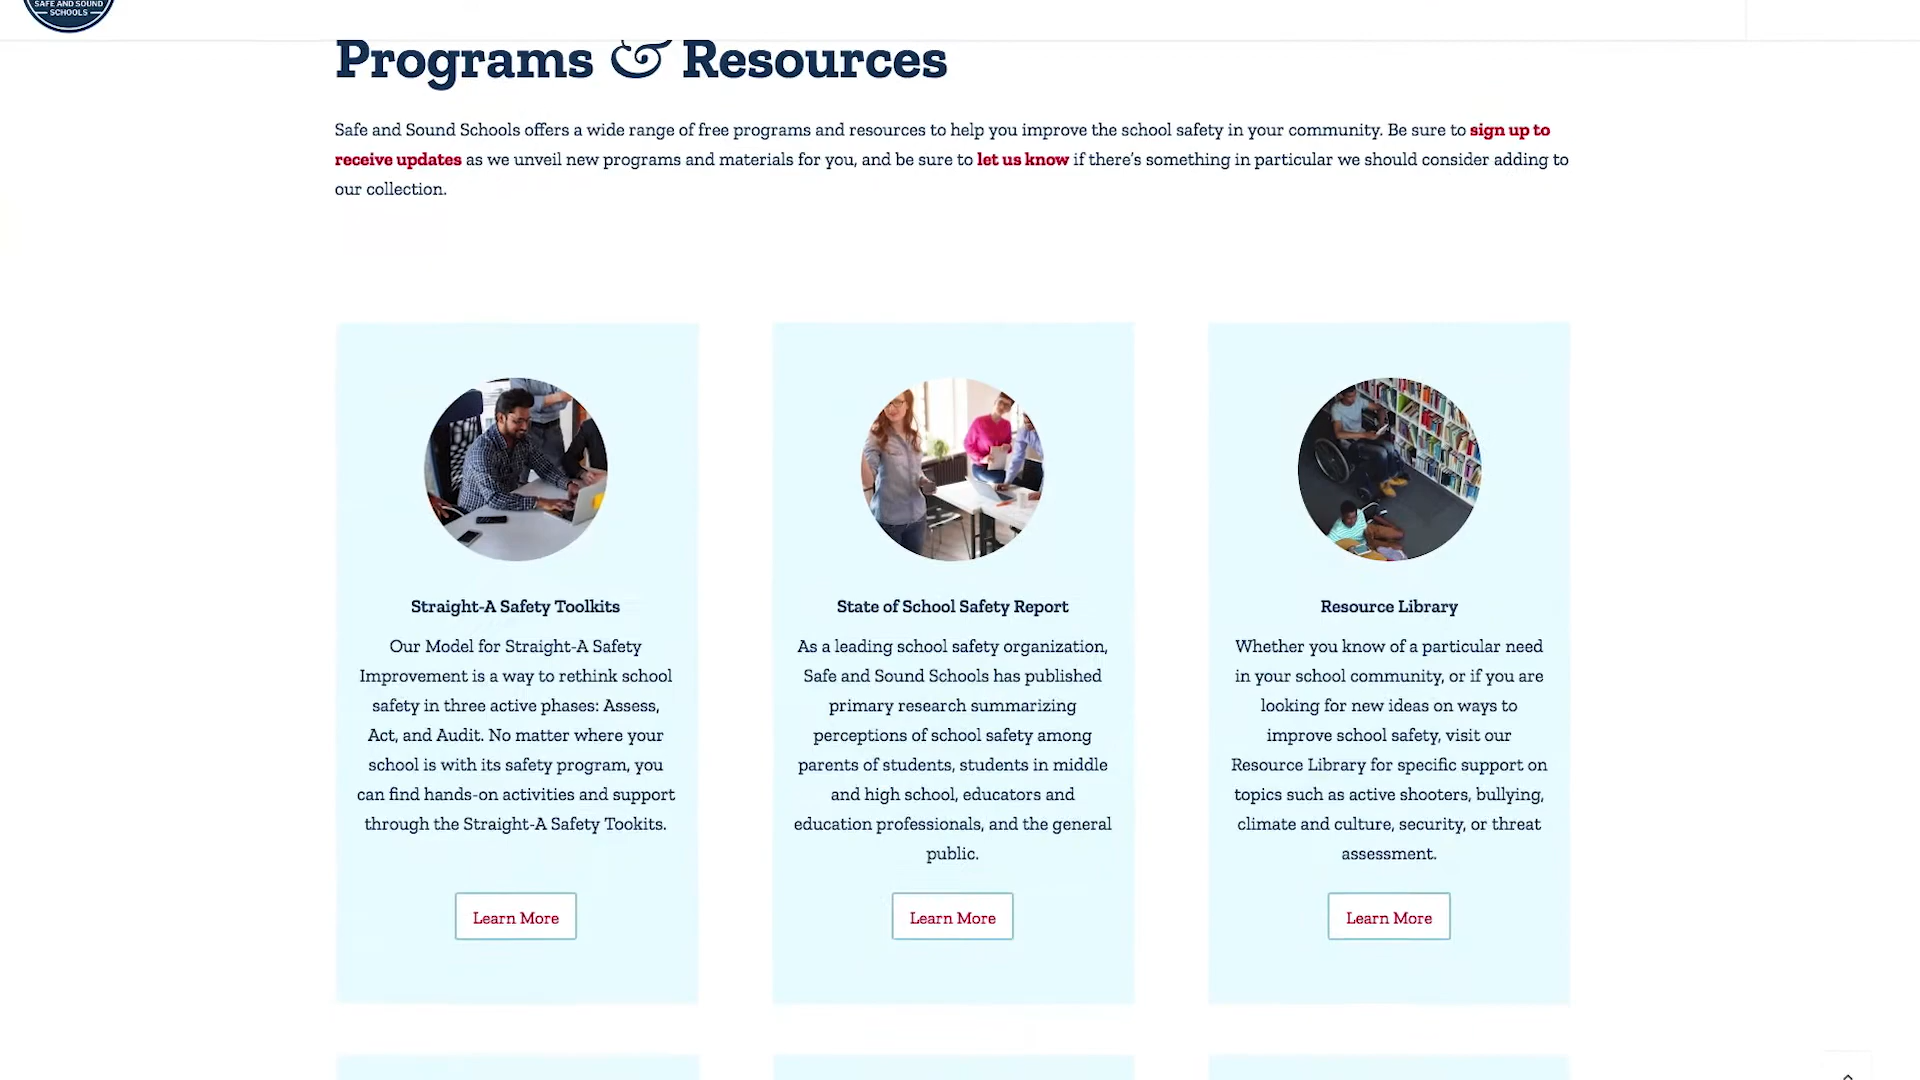 SAFE AND SOUND
SCHOOLS
Programs & Resources
Safe and Sound Schools offers a wide range of free programs and resources to help you improve the school safety in your community. Be sure to sign up to
receive updates as we unveil new programs and materials for you, and be sure to let us know if there's something in particular we should consider adding to
our collection.
Straight-A Safety Toolkits
Our Model for Straight-A Safety
Improvement is a way to rethink school
safety in three active phases: Assess,
Act, and Audit. No matter where your
school is with its safety program, you
can find hands-on activities and support
through the Straight-A Safety Tookits.
Learn More
State of School Safety Report
As a leading school safety organization,
Safe and Sound Schools has published
primary research summarizing
perceptions of school safety among
parents of students, students in middle
and high school, educators and
education professionals, and the general
public.
Learn More
Resource Library
Whether you know of a particular need
in your school community, or if you are
looking for new ideas on ways to
improve school safety, visit our
Resource Library for specific support on
topics such as active shooters, bullying,
climate and culture, security, or threat
assessment.
Learn More